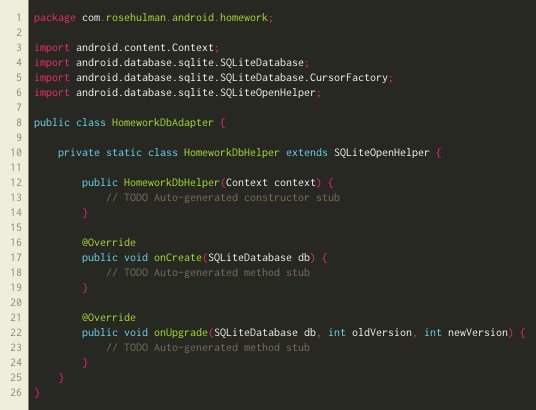 1 package com.rosehulman.android.homework;
2
3 import android.content.Context;
4 import android.database.sqlite.SQLiteDatabase;
5 import android.database.sqlite.SQLiteDatabase.CursorFactory;
6 import android.database.sqlite.SQLiteOpenHelper;
7
8 public class HomeworkDbAdapter {
9
10     private static class HomeworkDbHelper extends SQLiteOpenHelper {
11
12         public HomeworkDbHelper(Context context) {
13             // TODO Auto-generated constructor stub
14         }
15
16         @Override
17         public void onCreate(SQLiteDatabase db) {
18             // TODO Auto-generated method stub
19         }
20
21         @Override
22         public void onUpgrade(SQLiteDatabase db, int oldVersion, int newVersion) {
23             // TODO Auto-generated method stub
24         }
25     }
26 }